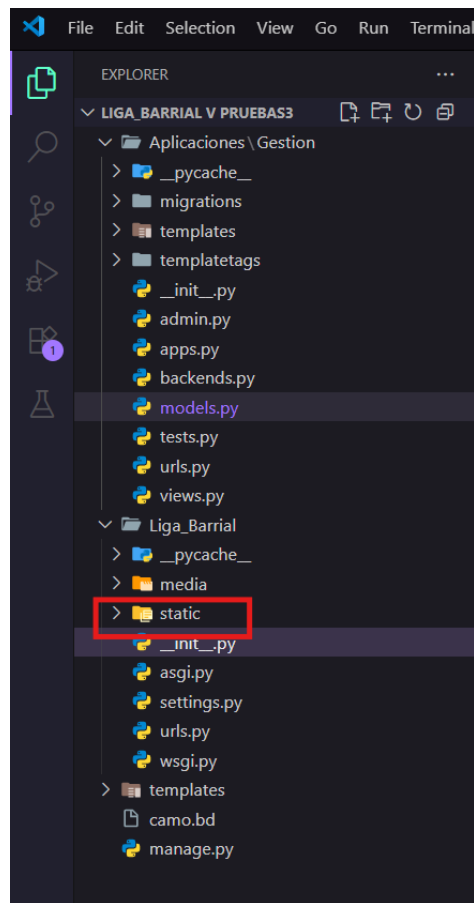 File Edit Selection View Go Run Terminal
EXPLORER ...
LIGA_BARRIAL V PRUEBAS3
Aplicaciones\Gestion
__pycache__
migrations
templates
templatetags
__init__.py
admin.py
apps.py
backends.py
models.py
tests.py
urls.py
views.py
Liga_Barrial
__pycache__
media
static
__init__.py
asgi.py
settings.py
urls.py
wsgi.py
templates
camo.bd
manage.py
1